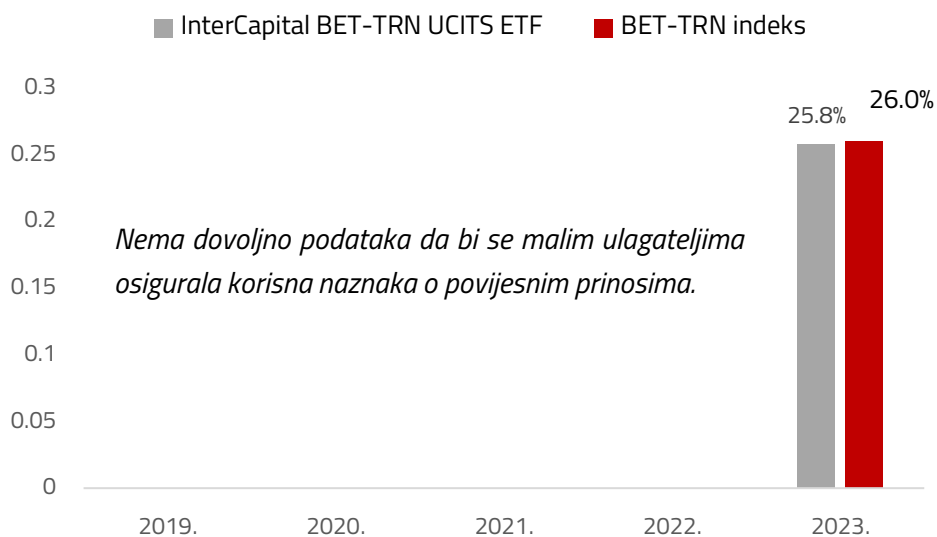 InterCapital BET-TRN UCITS ETF BET-TRN indeks
0.3
0.25
0.2
0.15
0.1
0.05
0
25.8%
26.0%
Nema dovoljno podataka da bi se malim ulagateljima
osigurala korisna naznaka o povijesnim prinosima.
2019. 2020. 2021. 2022. 2023.